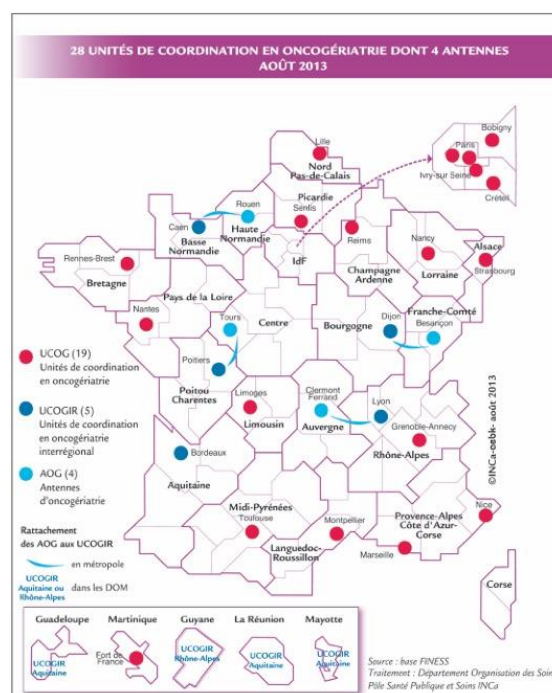 28 UNITÉS DE COORDINATION EN ONCOGÉRIATRIE DONT 4 ANTENNES
AOÛT 2013
Bobigny
Paris
Ivry-sur Seine
Créteil
Lille
Nord
Pas-de-Calais
Picardie
Senlis
Rouen
Haute
Normandie
Caen
Basse
Normandie
IdF
Reims
Champagne
Ardenne
Nancy
Lorraine
Alsace
Strasbourg
Rennes-Brest
Bretagne
Pays de la Loire
Nantes
Tours
Centre
Bourgogne
Dijon
Franche-Comté
Besançon
Poitiers
Poitou
Charentes
Limoges
Limousin
Clermont
Ferrand
Auvergne
Lyon
Grenoble-Annecy
Rhône-Alpes
Bordeaux
Aquitaine
Midi-Pyrénées
Toulouse
Montpellier
Languedoc-
Roussillon
Provence-Alpes
Côte d'Azur-
Corse
Nice
Marseille
Corse
UCOG (19)
Unités de coordination
en oncogériatrie
UCOGIR (5)
Unités de coordination
en oncogériatrie
interrégional
AOG (4)
Antennes
d'oncogériatrie
Rattachement
des AOG aux UCOGIR
en métropole
UCOGIR
Aquitaine ou
Rhône-Alpes
dans les DOM
©INCa-cebk- août 2013
Guadeloupe
UCOGIR
Aquitaine
Martinique
Fort de
France
Guyane
UCOGIR
Rhône-Alpes
La Réunion
UCOGIR
Aquitaine
Mayotte
UCOGIR
Aquitaine
Source : base FINESS
Traitement : Département Organisation des Soins
Pôle Santé Publique et Soins INCa